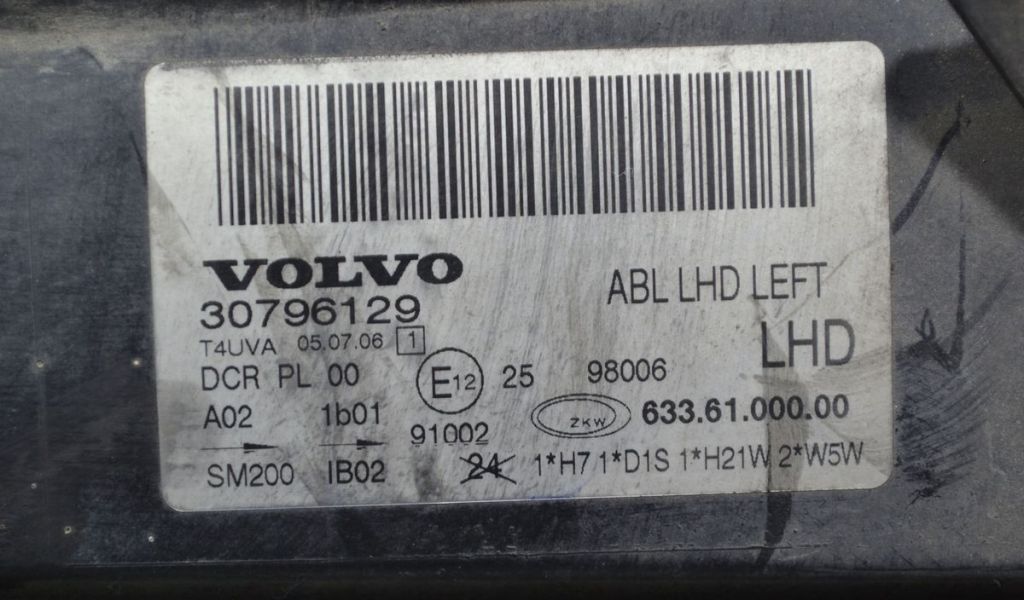 VOLVO
30796129
ABL LHD LEFT
T4UVA 05.07.06 1
LHD
DCR PL 00 E12 25 98006
A02 1b01 91002 ZKW 633.61.000.00
SM200 IB02 24 1*H7 1*D1S 1*H21W 2*W5W